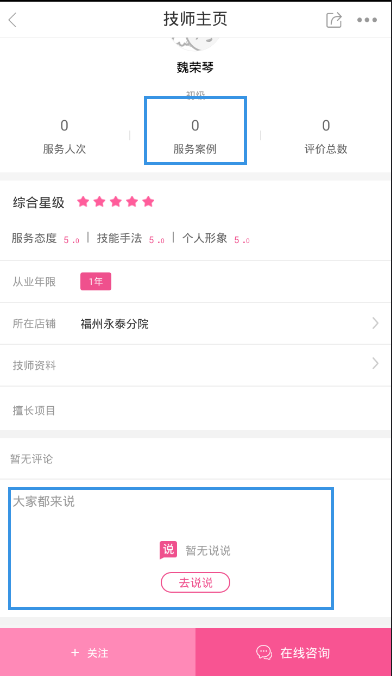 技师主页
魏荣琴
初级
0 0 0
服务人次 服务案例 评价总数
综合星级
服务态度 5.0 技能手法 5.0 个人形象 5.0
从业年限 1年
所在店铺 福州永泰分院
技师资料
擅长项目
暂无评论
大家都来说
说 暂无说说
去说说
+ 关注 在线咨询